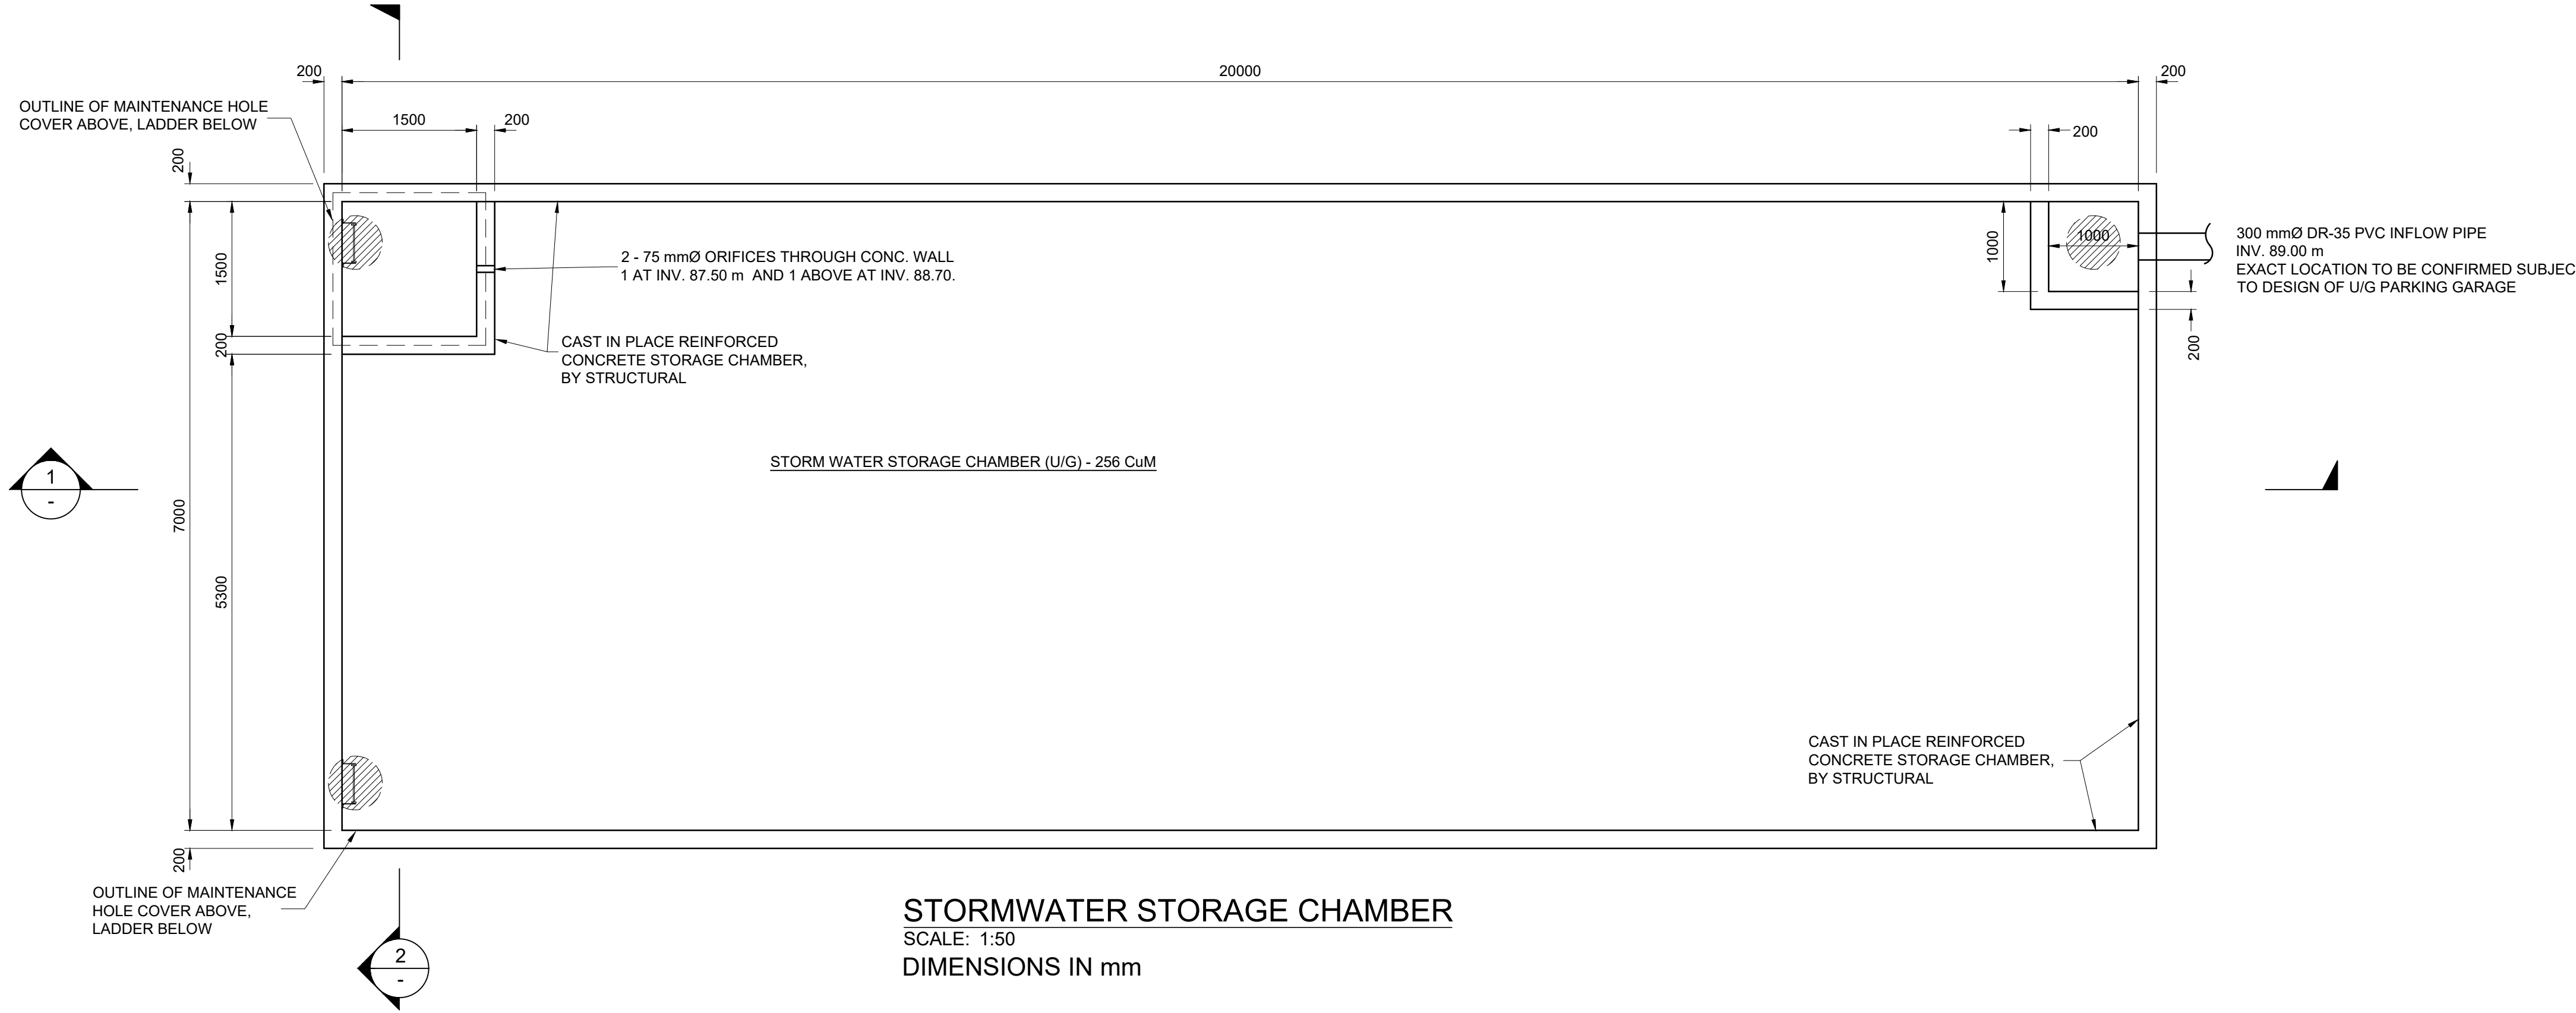 200
20000
200
OUTLINE OF MAINTENANCE HOLE
COVER ABOVE, LADDER BELOW
1500
200
200
200
1500
200
7000
5300
200
2 - 75 mmØ ORIFICES THROUGH CONC. WALL
1 AT INV. 87.50 m AND 1 ABOVE AT INV. 88.70.
CAST IN PLACE REINFORCED
CONCRETE STORAGE CHAMBER,
BY STRUCTURAL
1000
1000
300 mmØ DR-35 PVC INFLOW PIPE
INV. 89.00 m
EXACT LOCATION TO BE CONFIRMED SUBJEC
TO DESIGN OF U/G PARKING GARAGE
200
STORM WATER STORAGE CHAMBER (U/G) - 256 CuM
1
-
CAST IN PLACE REINFORCED
CONCRETE STORAGE CHAMBER,
BY STRUCTURAL
OUTLINE OF MAINTENANCE
HOLE COVER ABOVE,
LADDER BELOW
2
-
STORMWATER STORAGE CHAMBER
SCALE: 1:50
DIMENSIONS IN mm